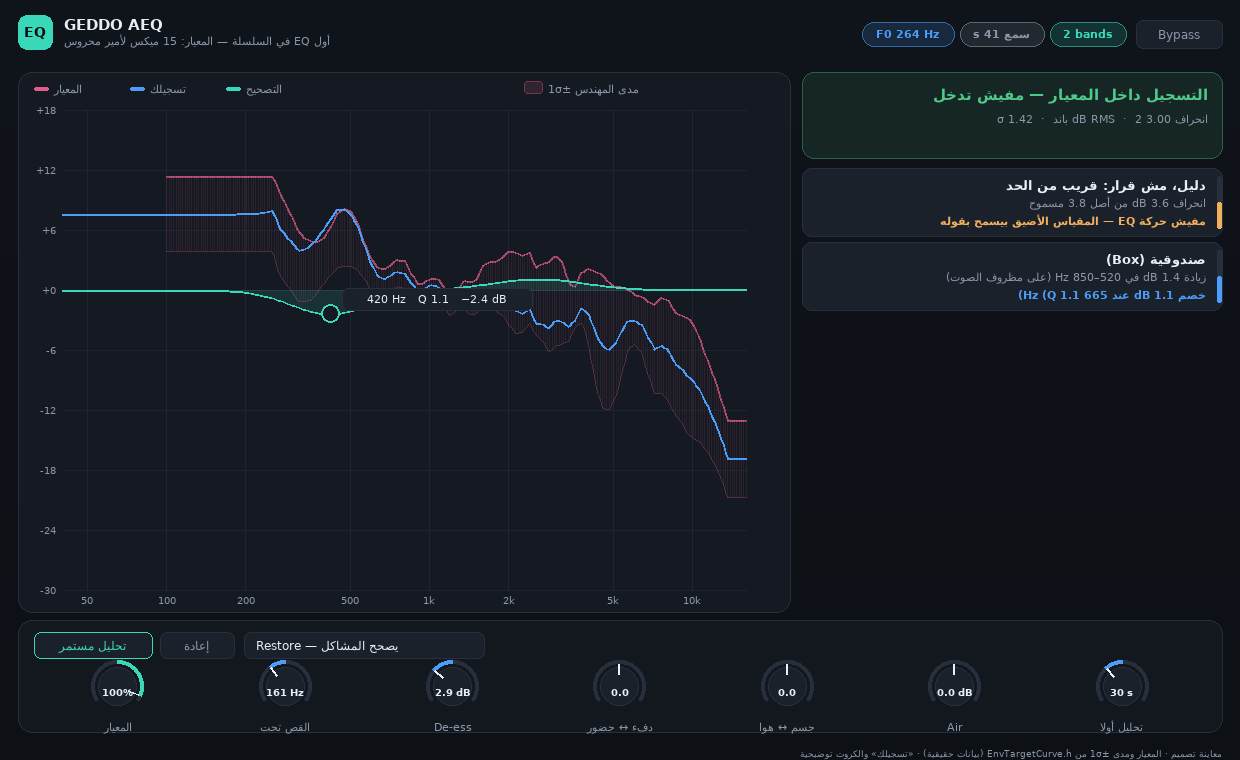 EQ
GEDDO AEQ
أول EQ في السلسلة — المعيار: 15 ميكس لأمير محروس
F0 264 Hz
سمع 41 s
2 bands
Bypass
المعيار
تسجيلك
التصحيح
مدى المهندس ±1σ
+18
+12
+6
+0
-6
-12
-18
-24
-30
50
100
200
500
1k
2k
5k
10k
420 Hz Q 1.1 −2.4 dB
التسجيل داخل المعيار — مفيش تدخل
انحراف 3.00 dB RMS · 2 باند · σ 1.42
دليل، مش قرار: قريب من الحد
انحراف 3.6 dB من أصل 3.8 مسموح
مفيش حركة EQ — المقياس الأضيق بيسمح بقوله
صندوقية (Box)
زيادة 1.4 dB في 520–850 Hz (على مظروف الصوت)
خصم 1.1 dB عند 665 Hz (Q 1.1)
تحليل مستمر
إعادة
Restore — يصحح المشاكل
100%
161 Hz
2.9 dB
0.0
0.0
0.0 dB
30 s
المعيار
القص تحت
De-ess
دفء ↔ حضور
جسم ↔ هوا
Air
تحليل أولا
معاينة تصميم · المعيار ومدى ±1σ من EnvTargetCurve.h (بيانات حقيقية) · «تسجيلك» والكروت توضيحية